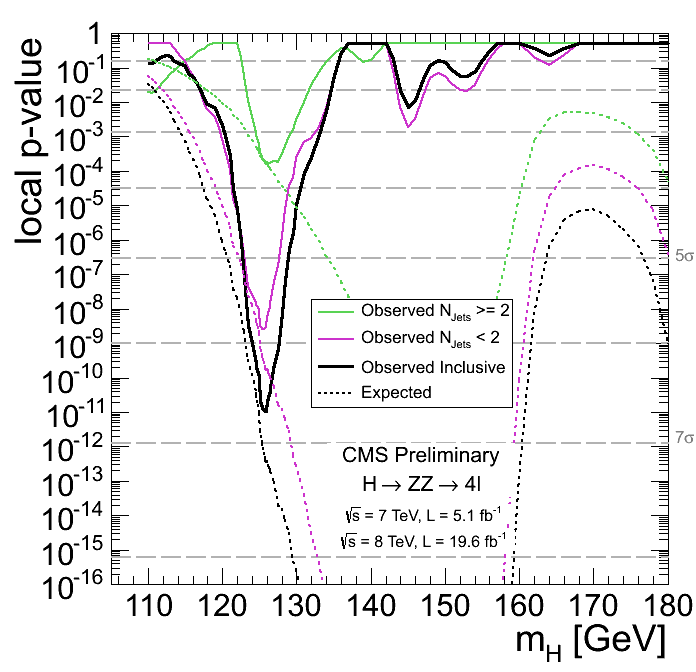 local p-value
1
10⁻¹
10⁻²
10⁻³
10⁻⁴
10⁻⁵
10⁻⁶
10⁻⁷
10⁻⁸
10⁻⁹
10⁻¹⁰
10⁻¹¹
10⁻¹²
10⁻¹³
10⁻¹⁴
10⁻¹⁵
10⁻¹⁶
5σ
7σ
Observed N_Jets >= 2
Observed N_Jets < 2
Observed Inclusive
Expected
CMS Preliminary
H → ZZ → 4l
√s = 7 TeV, L = 5.1 fb⁻¹
√s = 8 TeV, L = 19.6 fb⁻¹
110 120 130 140 150 160 170 180
m_H [GeV]